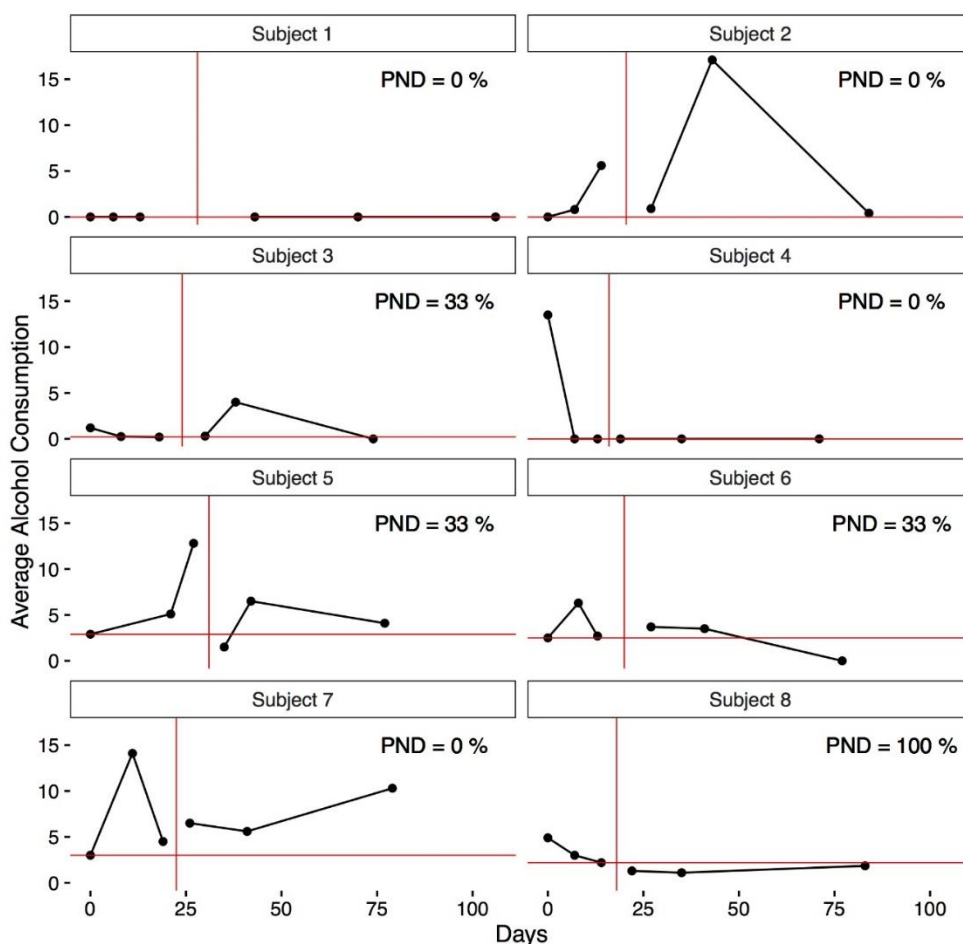 Subject 1
Subject 2
PND = 0 %
PND = 0 %
15
10
5
0
Subject 3
Subject 4
PND = 33 %
PND = 0 %
15
10
5
0
Subject 5
Subject 6
PND = 33 %
PND = 33 %
15
10
5
0
Subject 7
Subject 8
PND = 0 %
PND = 100 %
15
10
5
0
0 25 50 75 100 0 25 50 75 100
Days
Average Alcohol Consumption